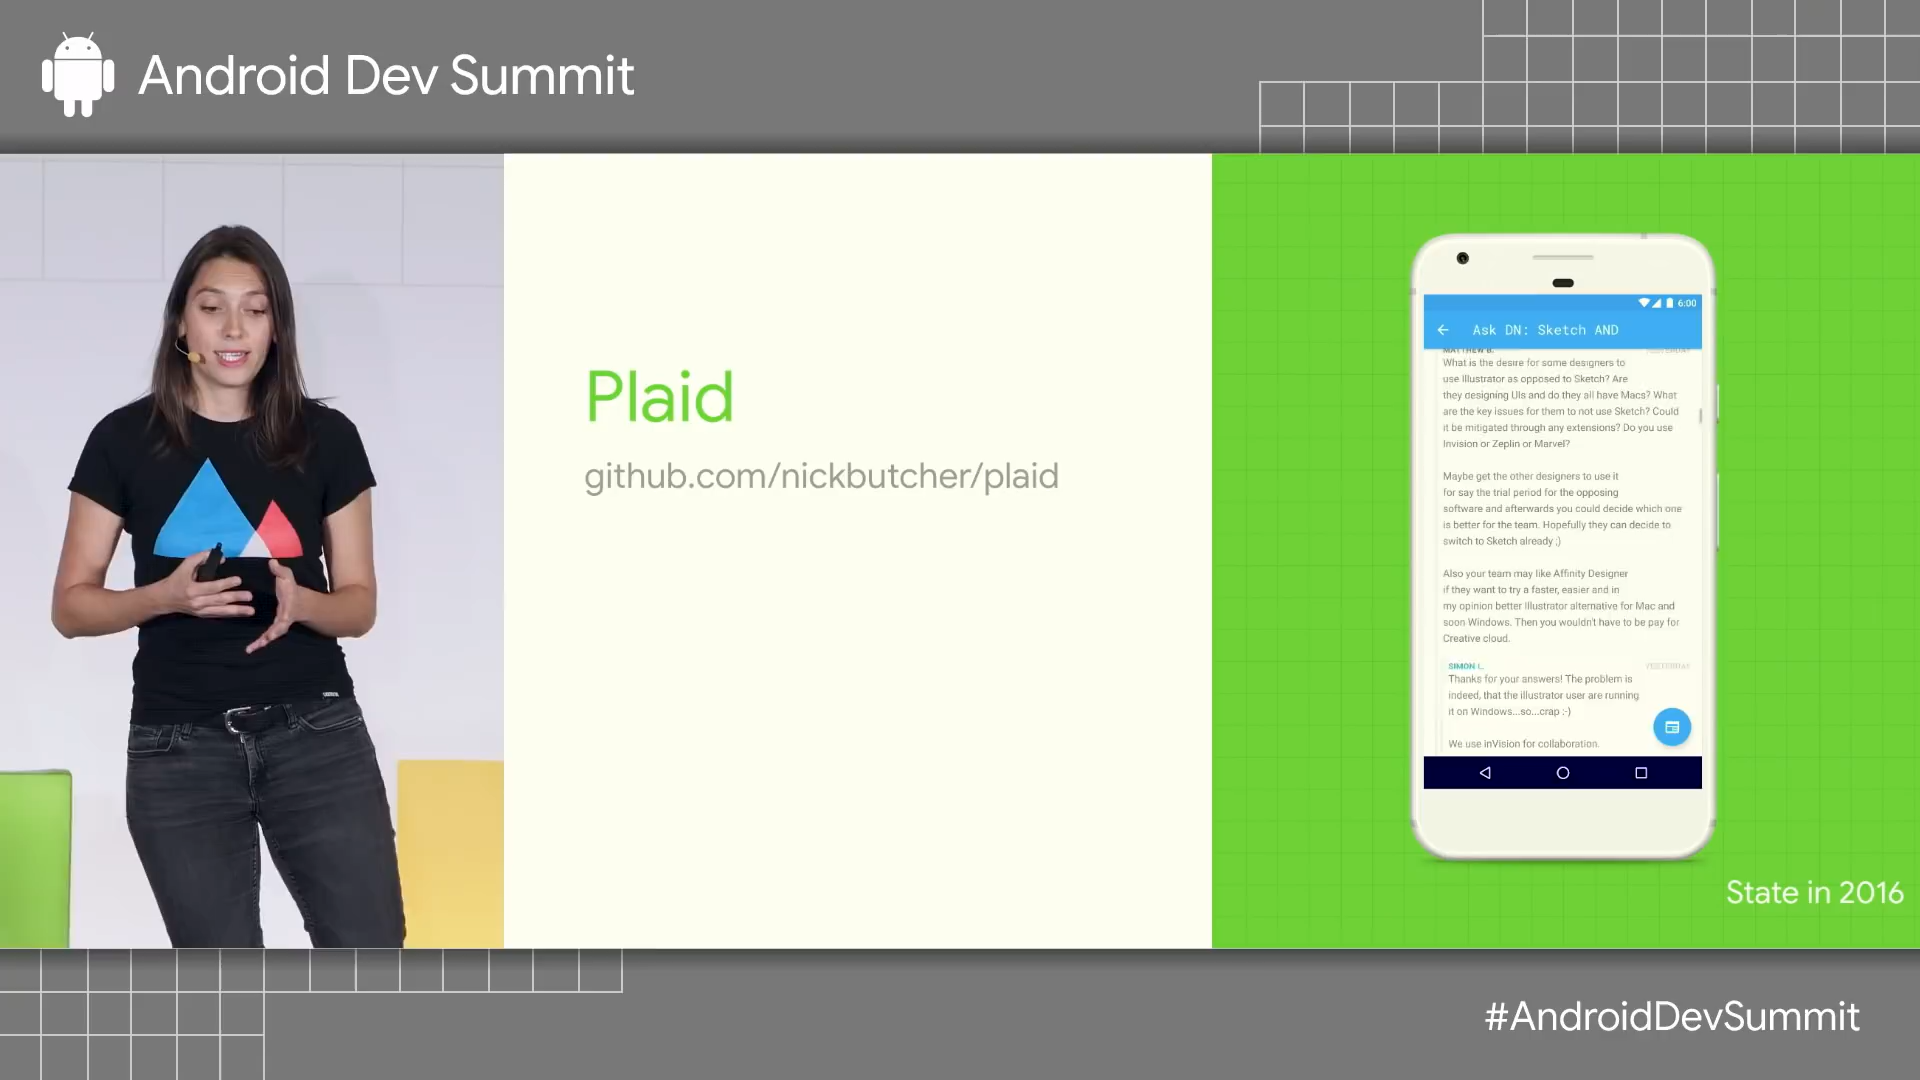 Android Dev Summit
Plaid
github.com/nickbutcher/plaid
6:00
Ask DN: Sketch AND
MATTHEW B.
YESTERDAY
What is the desire for some designers to
use Illustrator as opposed to Sketch? Are
they designing UIs and do they all have Macs? What
are the key issues for them to not use Sketch? Could
it be mitigated through any extensions? Do you use
Invision or Zeplin or Marvel?
Maybe get the other designers to use it
for say the trial period for the opposing
software and afterwards you could decide which one
is better for the team. Hopefully they can decide to
switch to Sketch already ;)
Also your team may like Affinity Designer
if they want to try a faster, easier and in
my opinion better Illustrator alternative for Mac and
soon Windows. Then you wouldn't have to be pay for
Creative cloud.
SIMON L.
YESTERDAY
Thanks for your answers! The problem is
indeed, that the illustrator user are running
it on Windows...so...crap :-)
We use inVision for collaboration.
State in 2016
#AndroidDevSummit